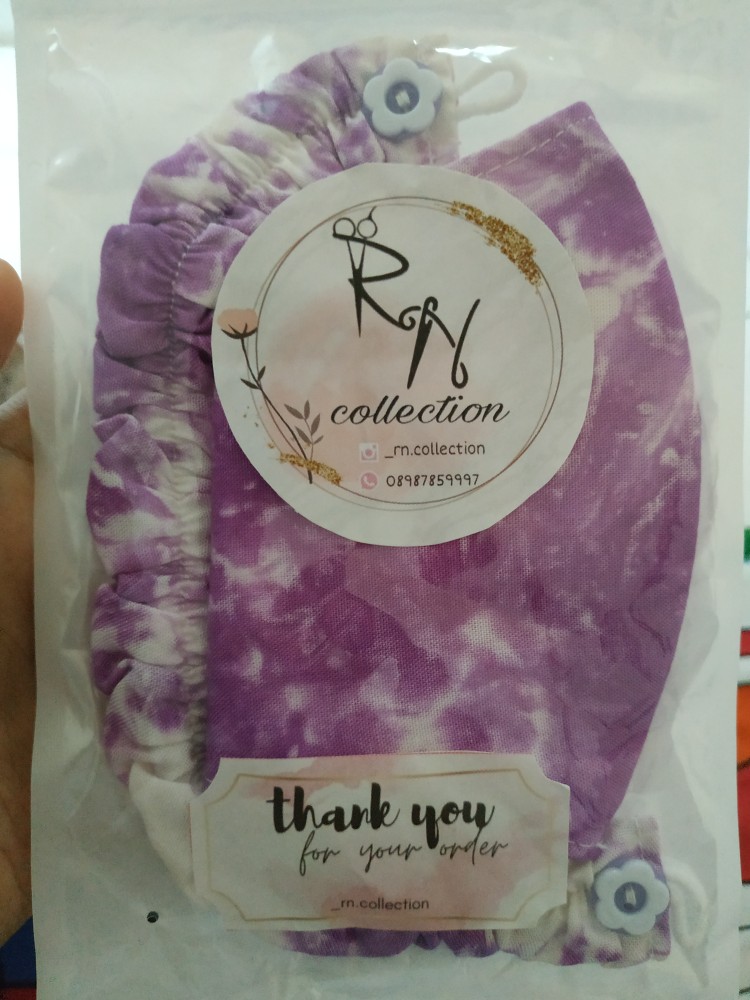 RN
collection
_rn.collection
08987859997
thank you
for your order
_rn.collection